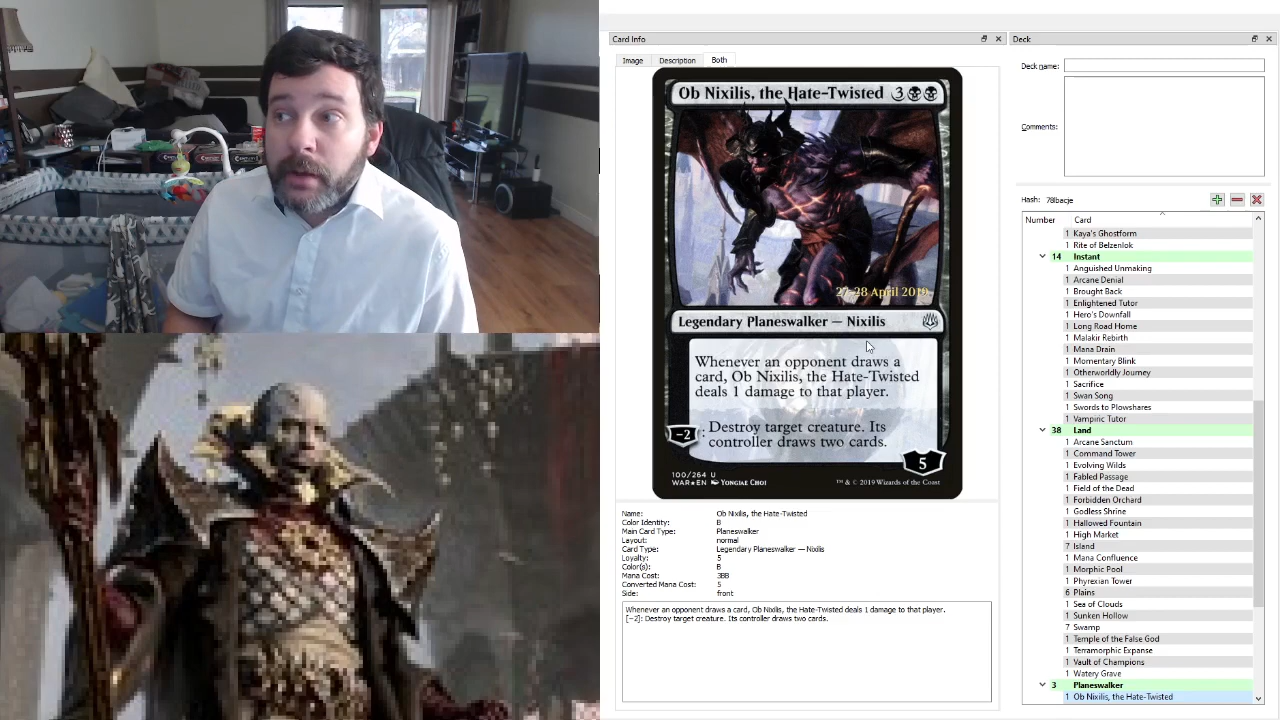 Card Info
Image Description Both
Ob Nixilis, the Hate-Twisted 3
27–28 April 2019
Legendary Planeswalker — Nixilis
Whenever an opponent draws a
card, Ob Nixilis, the Hate-Twisted
deals 1 damage to that player.
−2 : Destroy target creature. Its
controller draws two cards.
5
100/264 U
WAR EN YONGJAE CHOI
™ & © 2019 Wizards of the Coast
Name: Ob Nixilis, the Hate-Twisted
Color Identity: B
Main Card Type: Planeswalker
Layout: normal
Card Type: Legendary Planeswalker — Nixilis
Loyalty: 5
Color(s): B
Mana Cost: 3BB
Converted Mana Cost: 5
Side: front
Whenever an opponent draws a card, Ob Nixilis, the Hate-Twisted deals 1 damage to that player.
[−2]: Destroy target creature. Its controller draws two cards.
Deck
Deck name:
Comments:
Hash: 78lbacje
Number Card
1 Kaya's Ghostform
1 Rite of Belzenlok
14 Instant
1 Anguished Unmaking
1 Arcane Denial
1 Brought Back
1 Enlightened Tutor
1 Hero's Downfall
1 Long Road Home
1 Malakir Rebirth
1 Mana Drain
1 Momentary Blink
1 Otherworldly Journey
1 Sacrifice
1 Swan Song
1 Swords to Plowshares
1 Vampiric Tutor
38 Land
1 Arcane Sanctum
1 Command Tower
1 Evolving Wilds
1 Fabled Passage
1 Field of the Dead
1 Forbidden Orchard
1 Godless Shrine
1 Hallowed Fountain
1 High Market
7 Island
1 Mana Confluence
1 Morphic Pool
1 Phyrexian Tower
6 Plains
1 Sea of Clouds
1 Sunken Hollow
7 Swamp
1 Temple of the False God
1 Terramorphic Expanse
1 Vault of Champions
1 Watery Grave
3 Planeswalker
1 Ob Nixilis, the Hate-Twisted